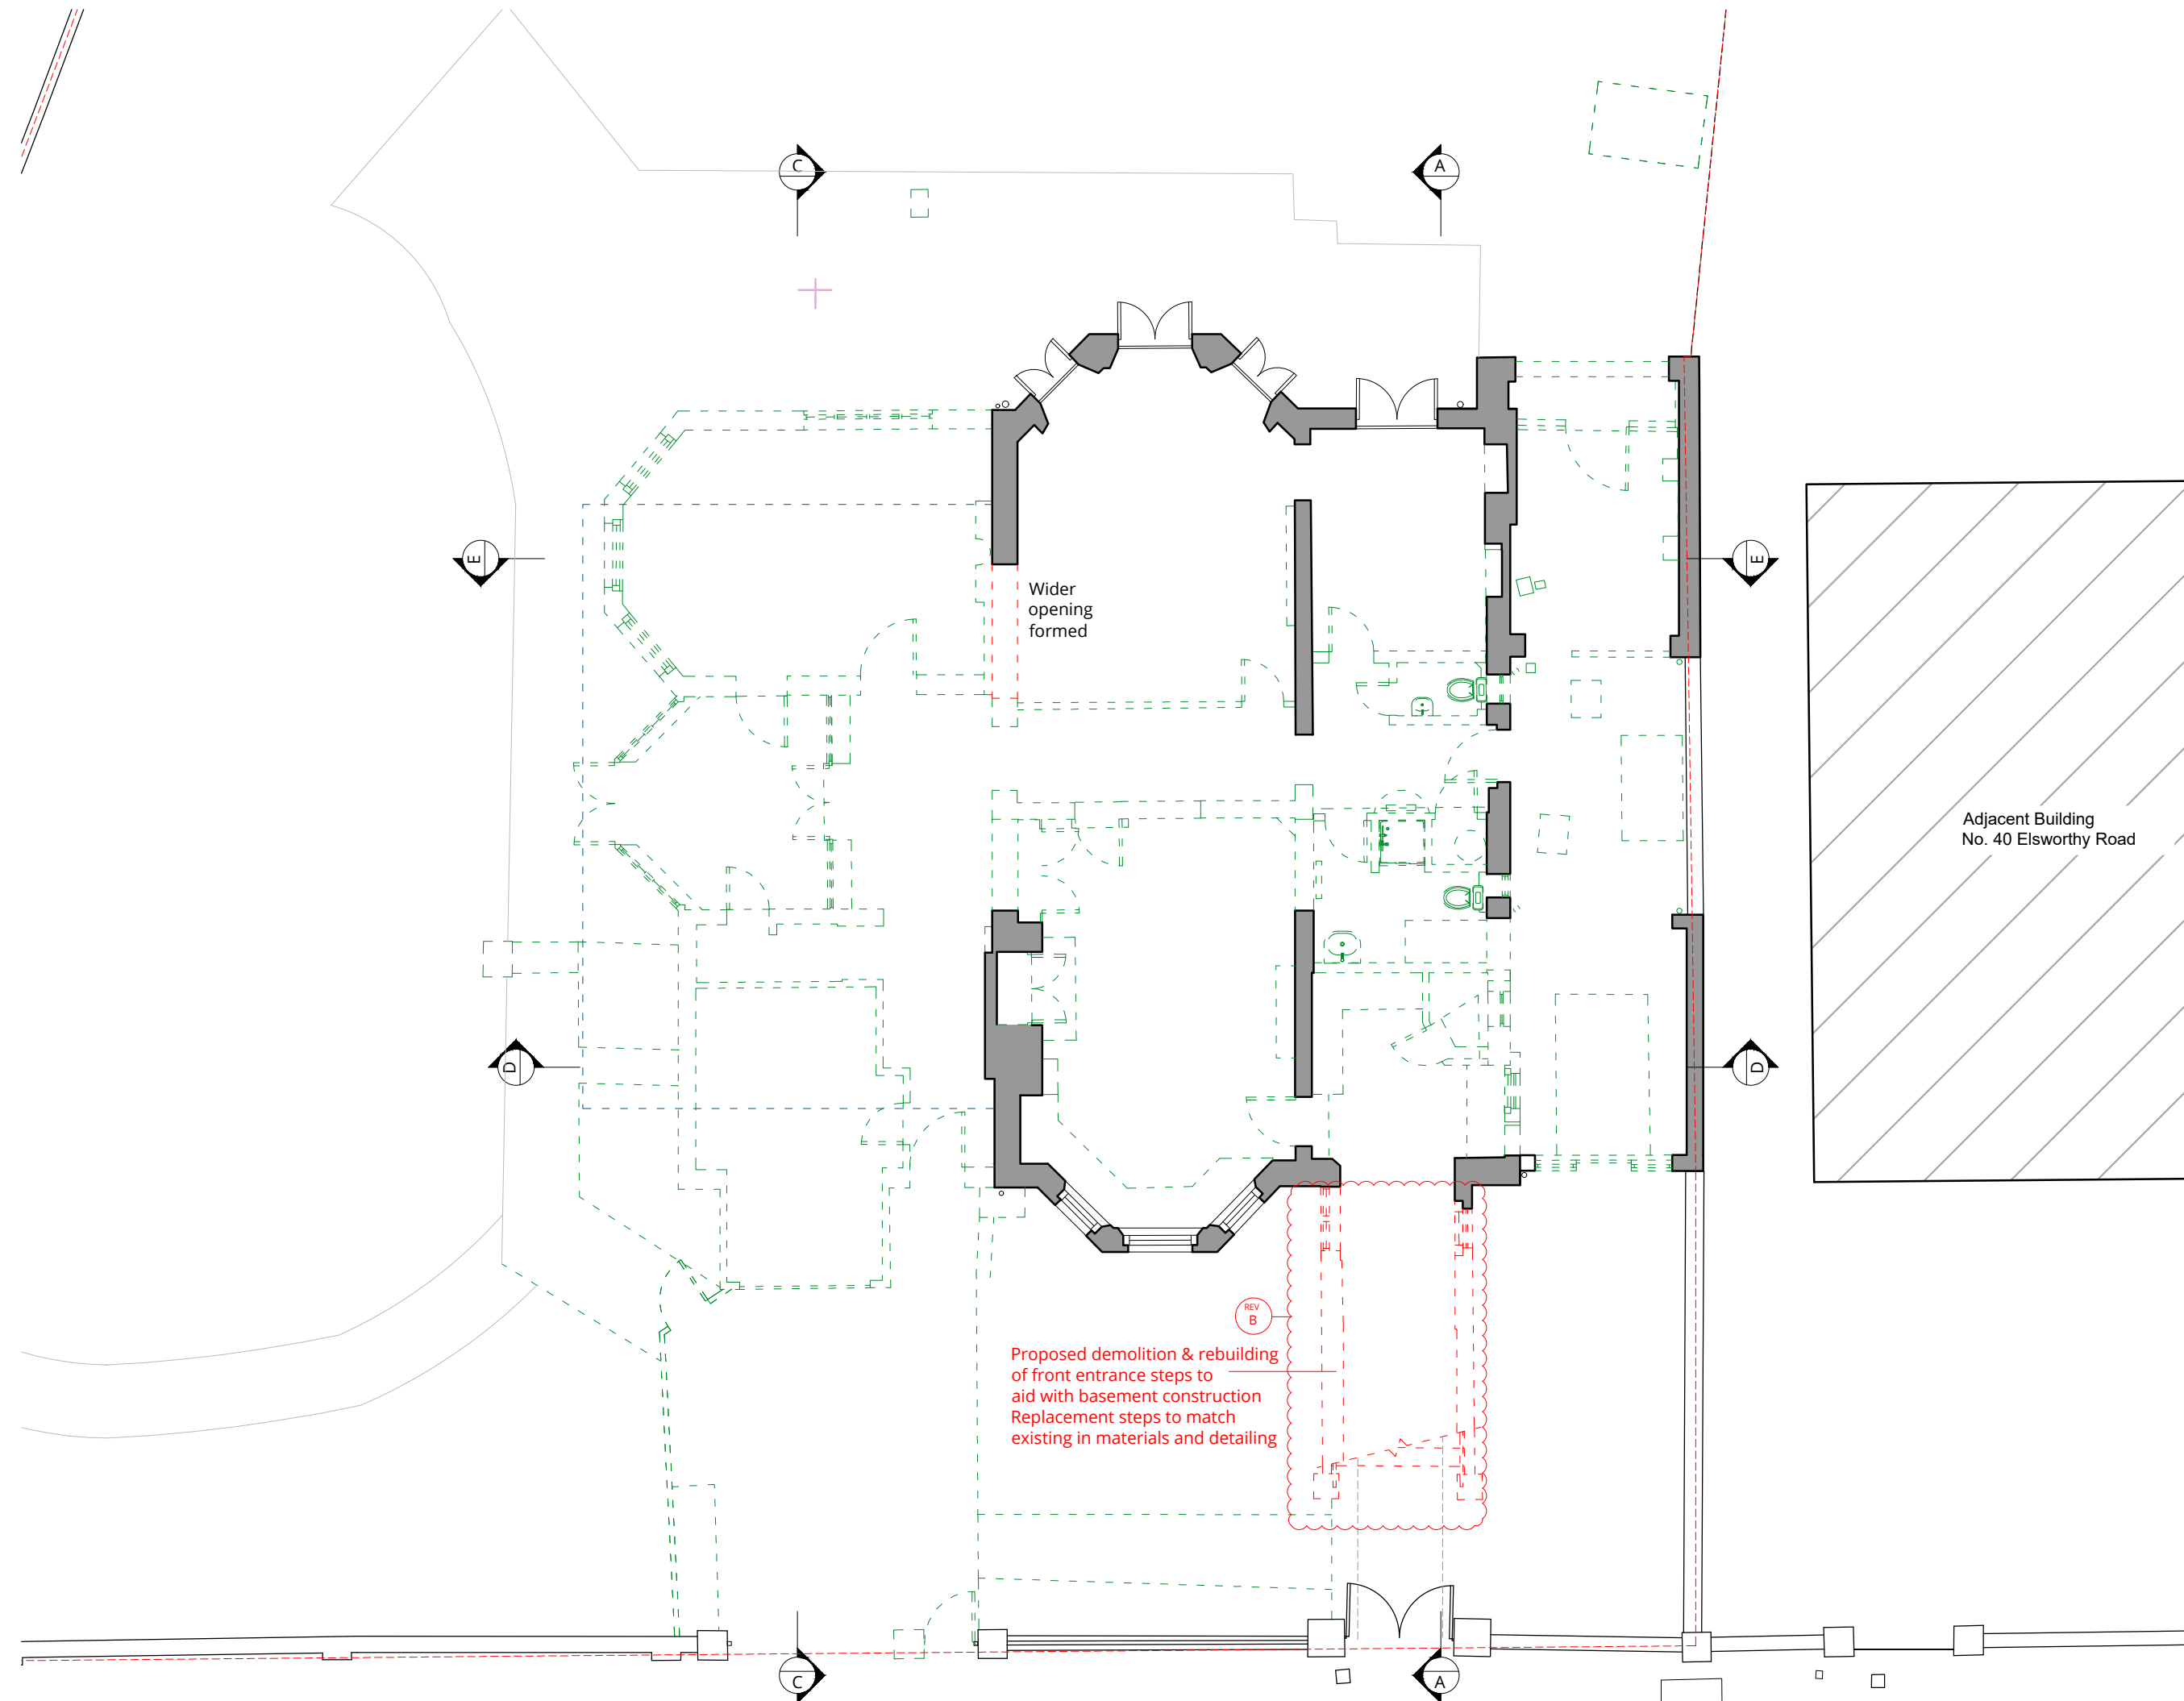 C
A
E
E
Wider
opening
formed
Adjacent Building
No. 40 Elsworthy Road
D
D
REV
B
Proposed demolition & rebuilding
of front entrance steps to
aid with basement construction
Replacement steps to match
existing in materials and detailing
C
A